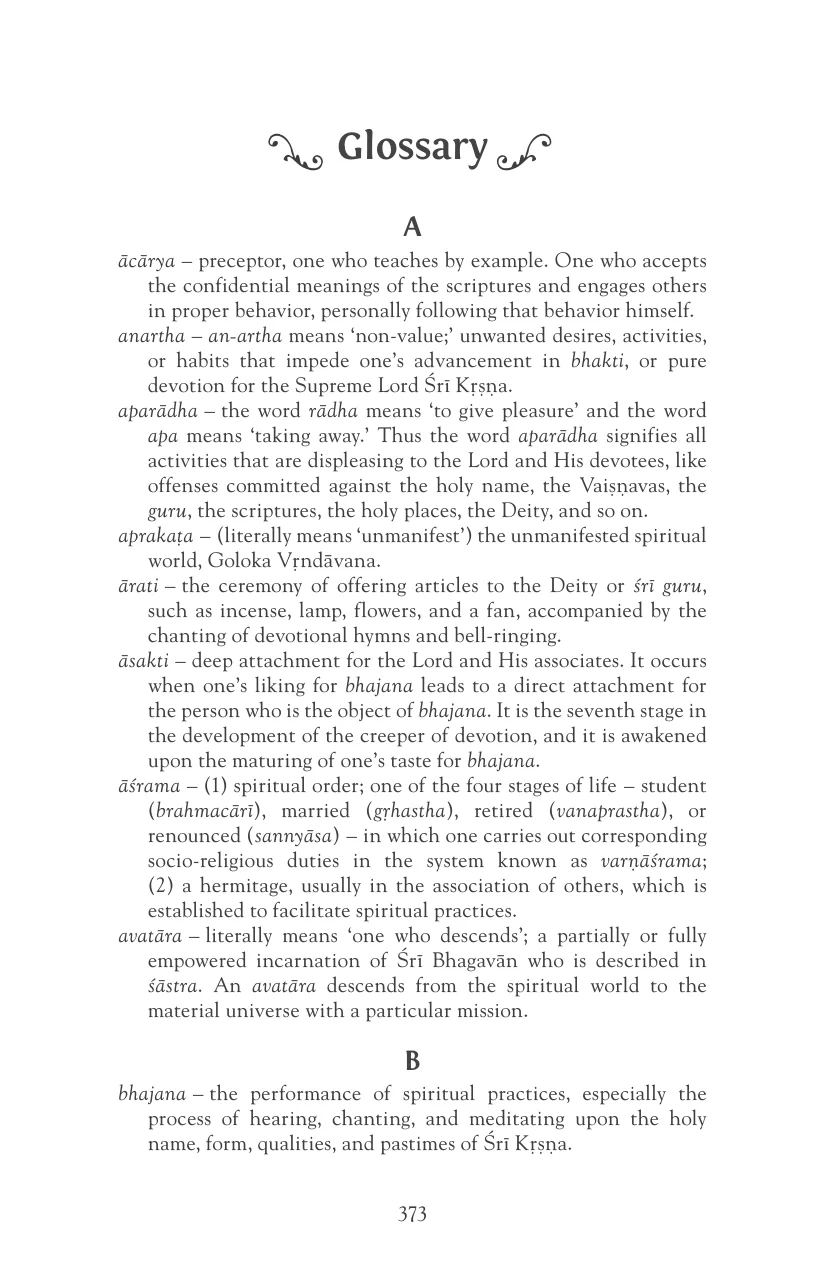 Glossary
A
ācārya – preceptor, one who teaches by example. One who accepts
the confidential meanings of the scriptures and engages others
in proper behavior, personally following that behavior himself.
anartha – an-artha means ‘non-value;’ unwanted desires, activities,
or habits that impede one’s advancement in bhakti, or pure
devotion for the Supreme Lord Śrī Kṛṣṇa.
aparādha – the word rādha means ‘to give pleasure’ and the word
apa means ‘taking away.’ Thus the word aparādha signifies all
activities that are displeasing to the Lord and His devotees, like
offenses committed against the holy name, the Vaiṣṇavas, the
guru, the scriptures, the holy places, the Deity, and so on.
aprakaṭa – (literally means ‘unmanifest’) the unmanifested spiritual
world, Goloka Vṛndāvana.
ārati – the ceremony of offering articles to the Deity or śrī guru,
such as incense, lamp, flowers, and a fan, accompanied by the
chanting of devotional hymns and bell-ringing.
āsakti – deep attachment for the Lord and His associates. It occurs
when one’s liking for bhajana leads to a direct attachment for
the person who is the object of bhajana. It is the seventh stage in
the development of the creeper of devotion, and it is awakened
upon the maturing of one’s taste for bhajana.
āśrama – (1) spiritual order; one of the four stages of life – student
(brahmacārī), married (gṛhastha), retired (vanaprastha), or
renounced (sannyāsa) – in which one carries out corresponding
socio-religious duties in the system known as varṇāśrama;
(2) a hermitage, usually in the association of others, which is
established to facilitate spiritual practices.
avatāra – literally means ‘one who descends’; a partially or fully
empowered incarnation of Śrī Bhagavān who is described in
śāstra. An avatāra descends from the spiritual world to the
material universe with a particular mission.
B
bhajana – the performance of spiritual practices, especially the
process of hearing, chanting, and meditating upon the holy
name, form, qualities, and pastimes of Śrī Kṛṣṇa.
373